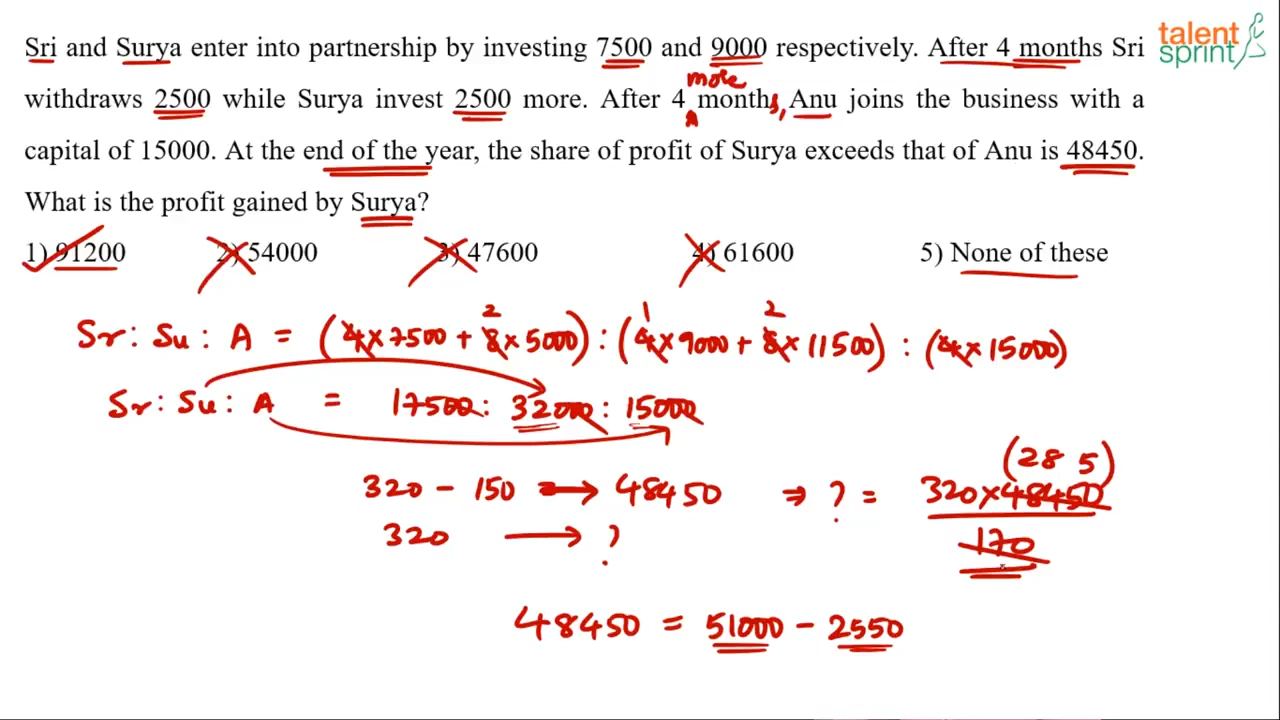 talent
sprint
Sri and Surya enter into partnership by investing 7500 and 9000 respectively. After 4 months Sri
more
withdraws 2500 while Surya invest 2500 more. After 4 months, Anu joins the business with a
capital of 15000. At the end of the year, the share of profit of Surya exceeds that of Anu is 48450.
What is the profit gained by Surya?
1) 91200 2) 54000 3) 47600 4) 61600 5) None of these
2 1 2
Sr : Su : A = (4 × 7500 + 8 × 5000) : (4 × 9000 + 8 × 11500) : (4 × 15000)
Sr : Su : A = 17500 : 32000 : 15000
(28 5)
320 - 150 → 48450 ⇒ ? = 320 × 48450
320 → ? 170
48450 = 51000 - 2550